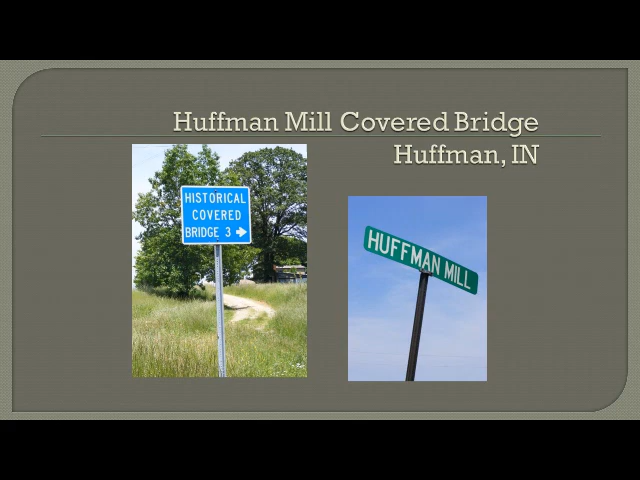 Huffman Mill Covered Bridge
Huffman, IN
HISTORICAL
COVERED
BRIDGE 3 →
HUFFMAN MILL